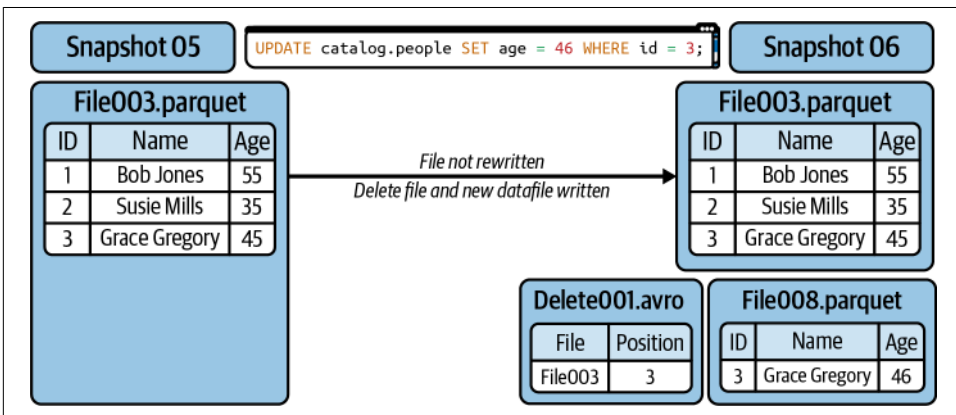 Snapshot 05
UPDATE catalog.people SET age = 46 WHERE id = 3;
Snapshot 06
File003.parquet
ID Name Age
1 Bob Jones 55
2 Susie Mills 35
3 Grace Gregory 45
File not rewritten
Delete file and new datafile written
File003.parquet
ID Name Age
1 Bob Jones 55
2 Susie Mills 35
3 Grace Gregory 45
Delete001.avro
File Position
File003 3
File008.parquet
ID Name Age
3 Grace Gregory 46